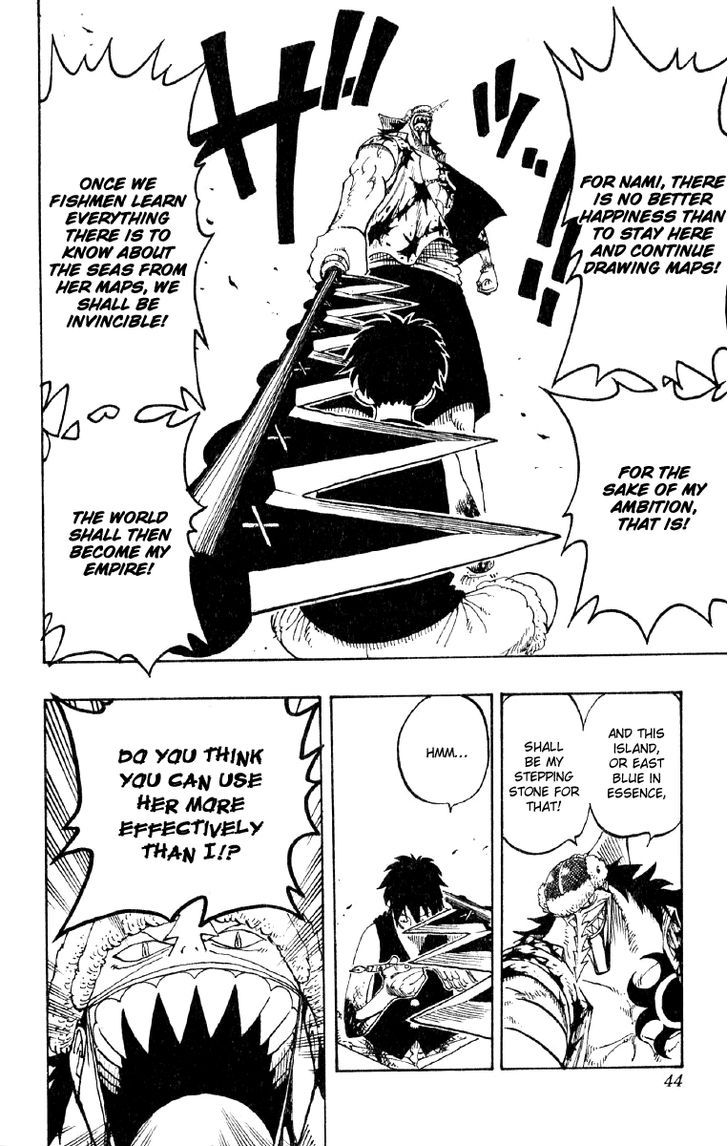 FOR NAMI, THERE
IS NO BETTER
HAPPINESS THAN
TO STAY HERE
AND CONTINUE
DRAWING MAPS!
ONCE WE
FISHMEN LEARN
EVERYTHING
THERE IS TO
KNOW ABOUT
THE SEAS FROM
HER MAPS, WE
SHALL BE
INVINCIBLE!
FOR THE
SAKE OF MY
AMBITION,
THAT IS!
THE WORLD
SHALL THEN
BECOME MY
EMPIRE!
AND THIS
ISLAND,
OR EAST
BLUE IN
ESSENCE,
SHALL
BE MY
STEPPING
STONE FOR
THAT!
HMM...
DO YOU THINK
YOU CAN USE
HER MORE
EFFECTIVELY
THAN I!?
44